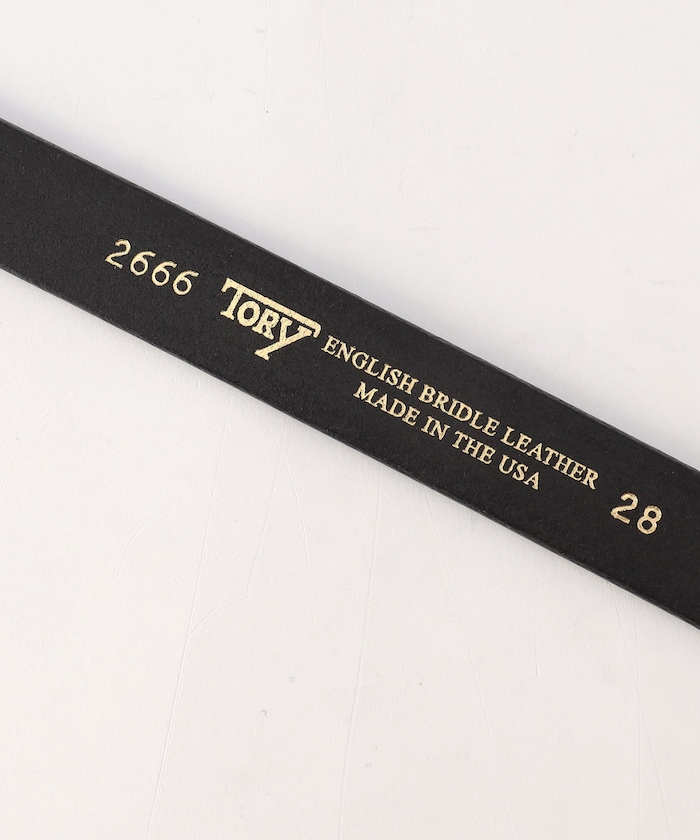 2666 TORY ENGLISH BRIDLE LEATHER
MADE IN THE USA
28